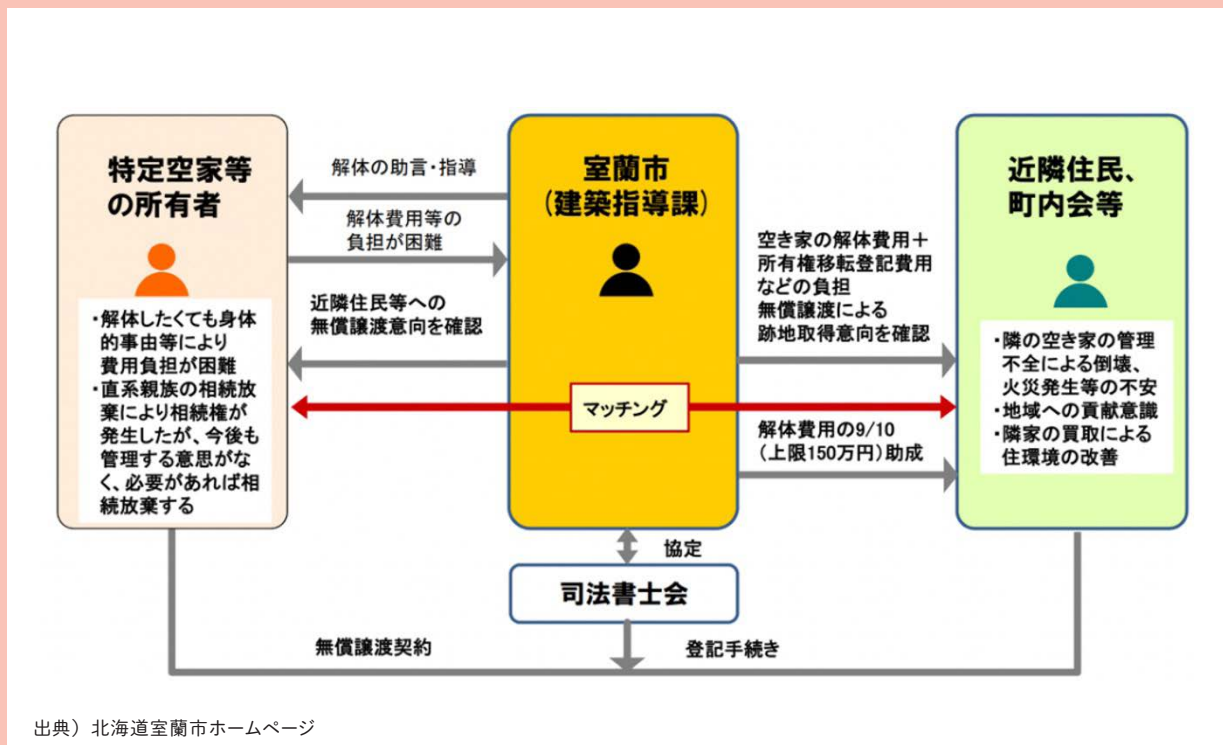 特定空家等
の所有者
・解体したくても身体
的事由等により
費用負担が困難
・直系親族の相続放
棄により相続権が
発生したが、今後も
管理する意思がな
く、必要があれば相
続放棄する
解体の助言・指導
解体費用等の
負担が困難
近隣住民等への
無償譲渡意向を確認
室蘭市
(建築指導課)
マッチング
空き家の解体費用＋
所有権移転登記費用
などの負担
無償譲渡による
跡地取得意向を確認
解体費用の9/10
(上限150万円)助成
近隣住民、
町内会等
・隣の空き家の管理
不全による倒壊、
火災発生等の不安
・地域への貢献意識
・隣家の買取による
住環境の改善
協定
司法書士会
無償譲渡契約
登記手続き
出典）北海道室蘭市ホームページ